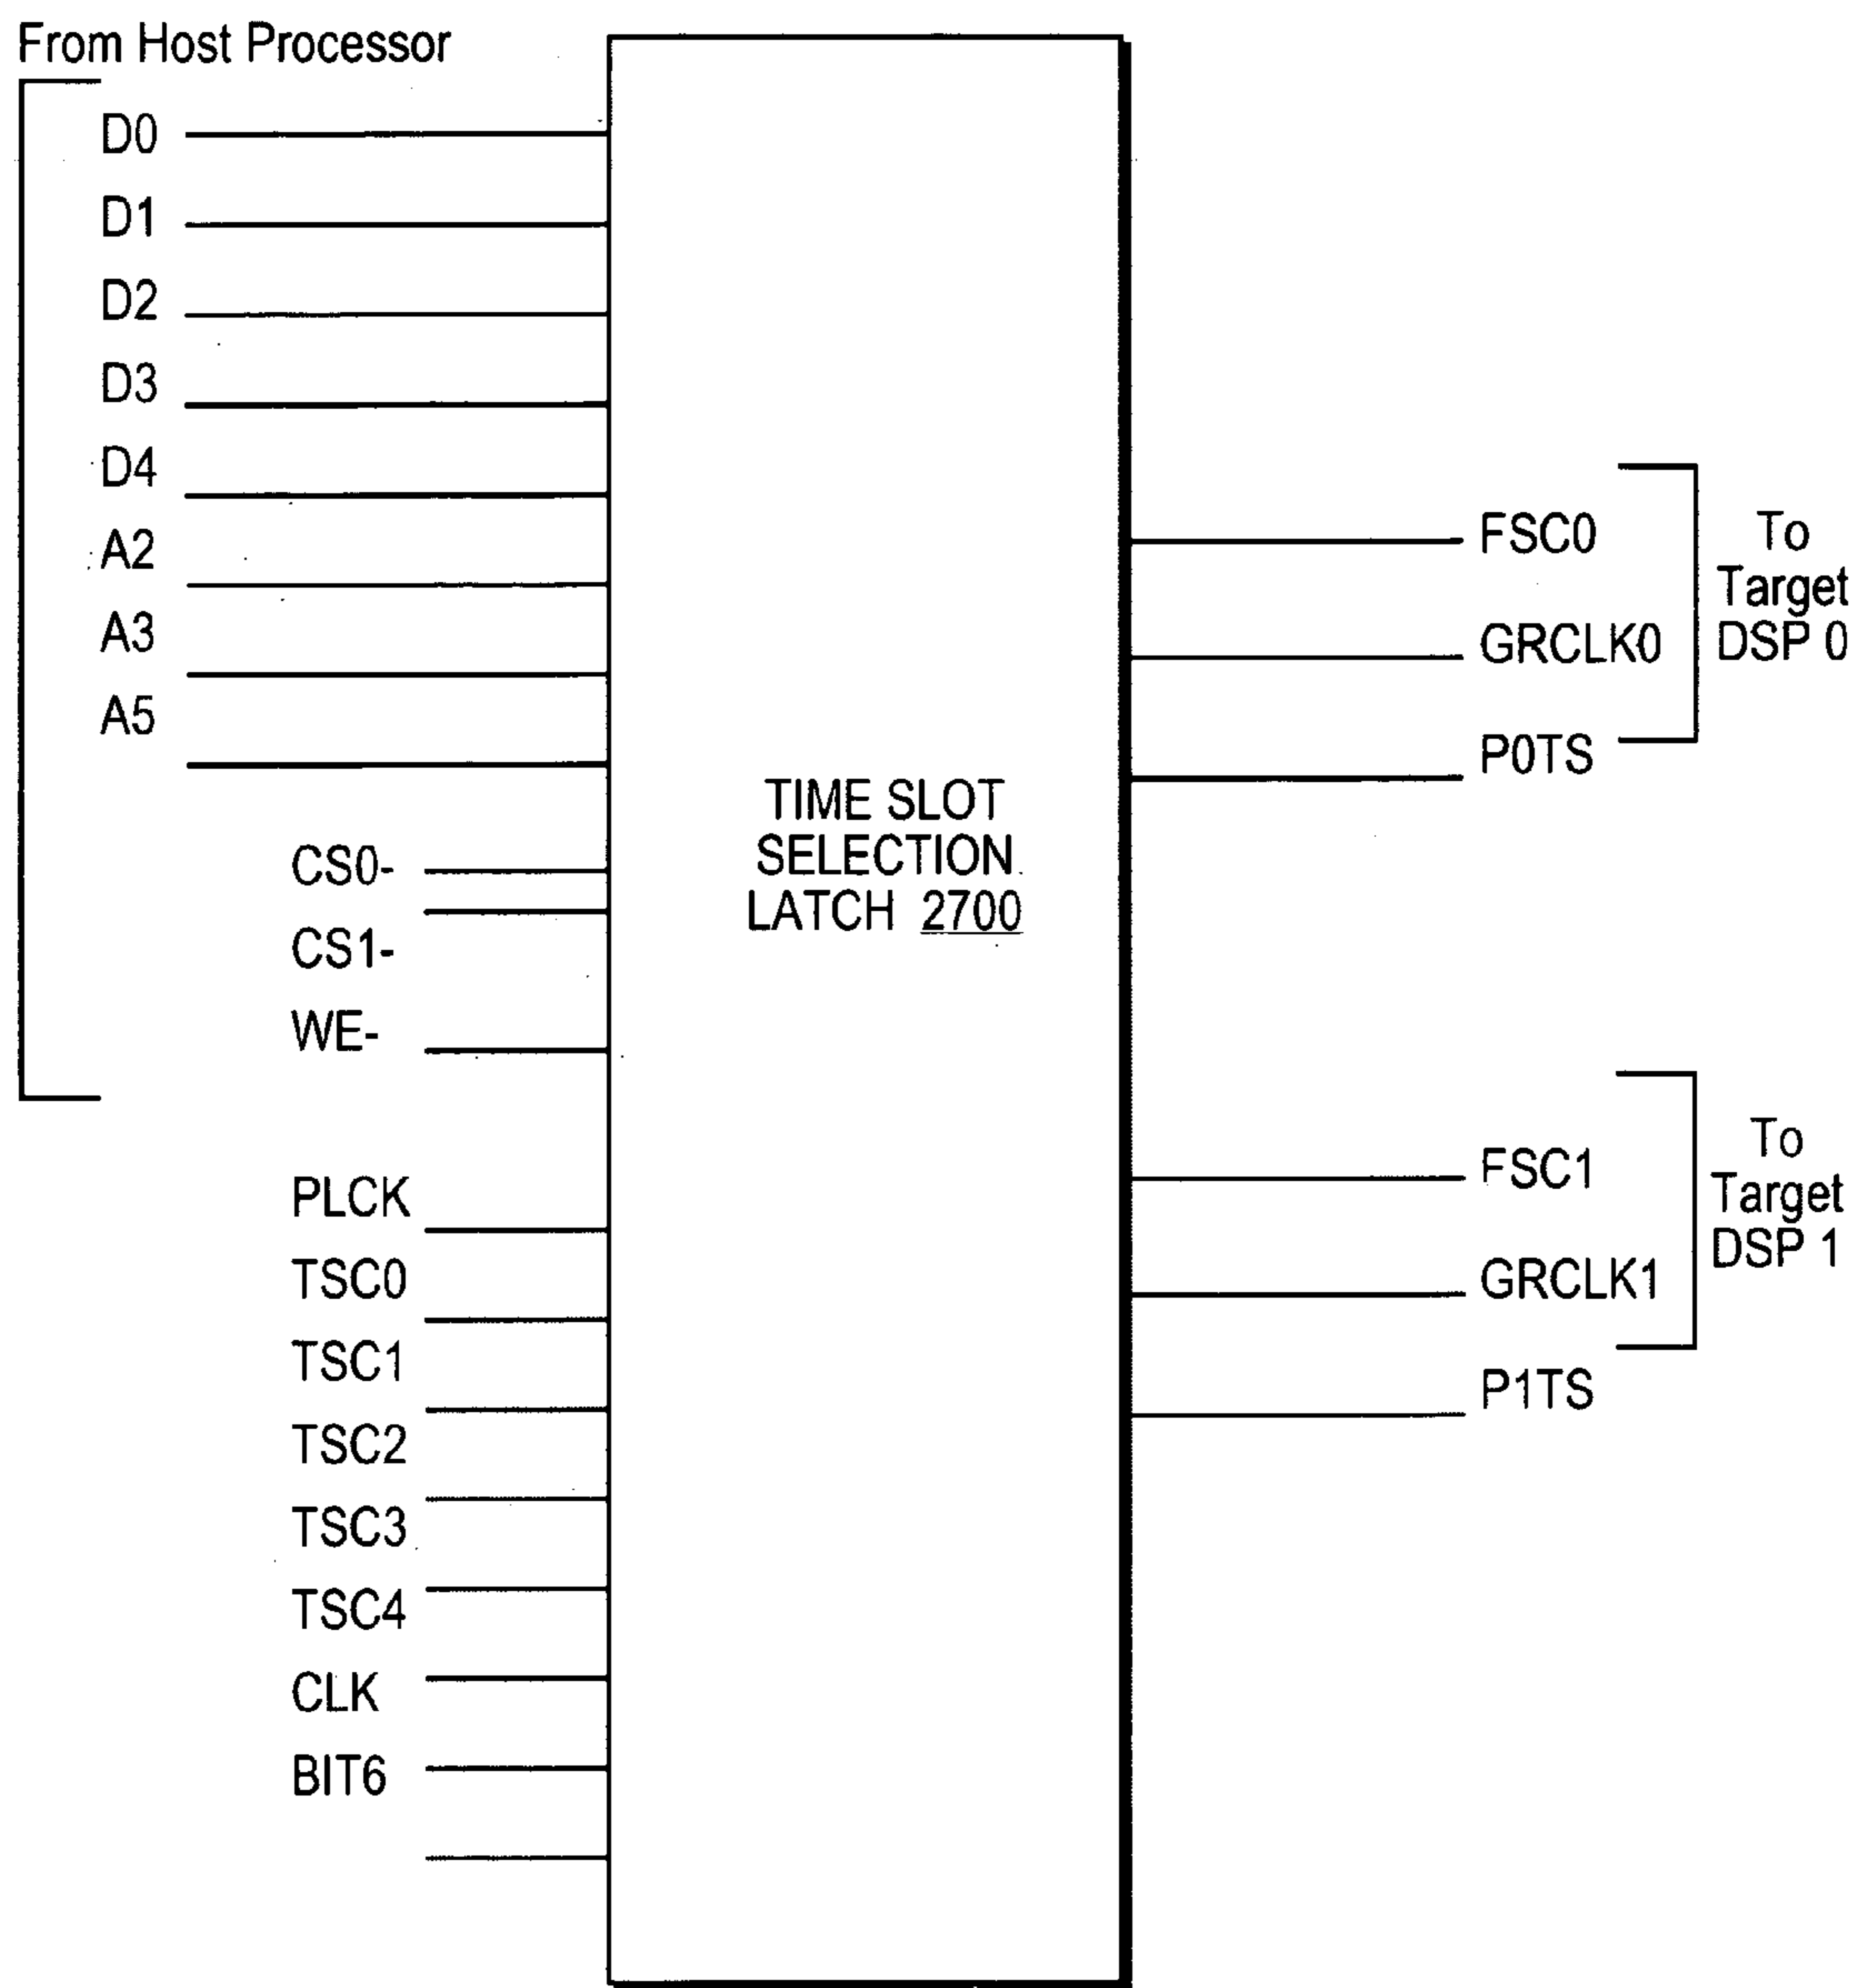 From Host Processor
D0
D1
D2
D3
D4
A2
A3
A5
CS0-
CS1-
WE-
PLCK
TSC0
TSC1
TSC2
TSC3
TSC4
CLK
BIT6
TIME SLOT
SELECTION
LATCH 2700
FSC0
GRCLK0
P0TS
To
Target
DSP 0
FSC1
GRCLK1
P1TS
To
Target
DSP 1